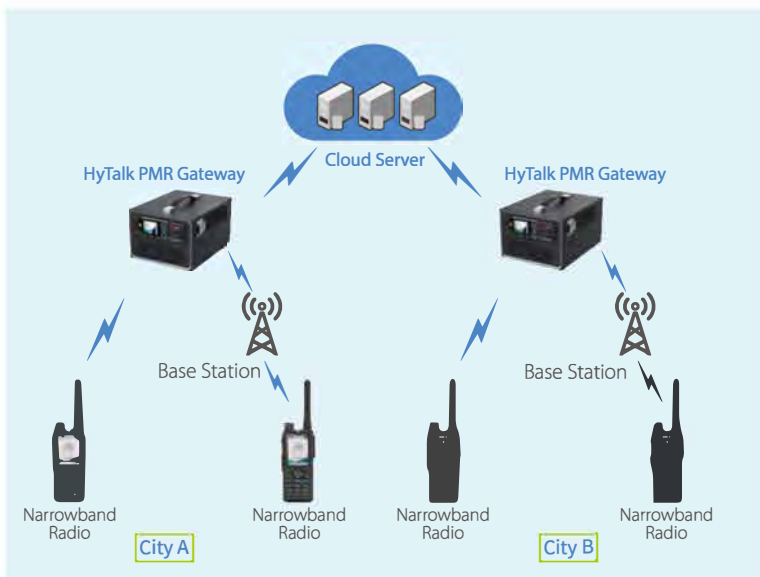 Cloud Server
HyTalk PMR Gateway
HyTalk PMR Gateway
Base Station
Base Station
Narrowband
Radio
Narrowband
Radio
Narrowband
Radio
Narrowband
Radio
City A
City B